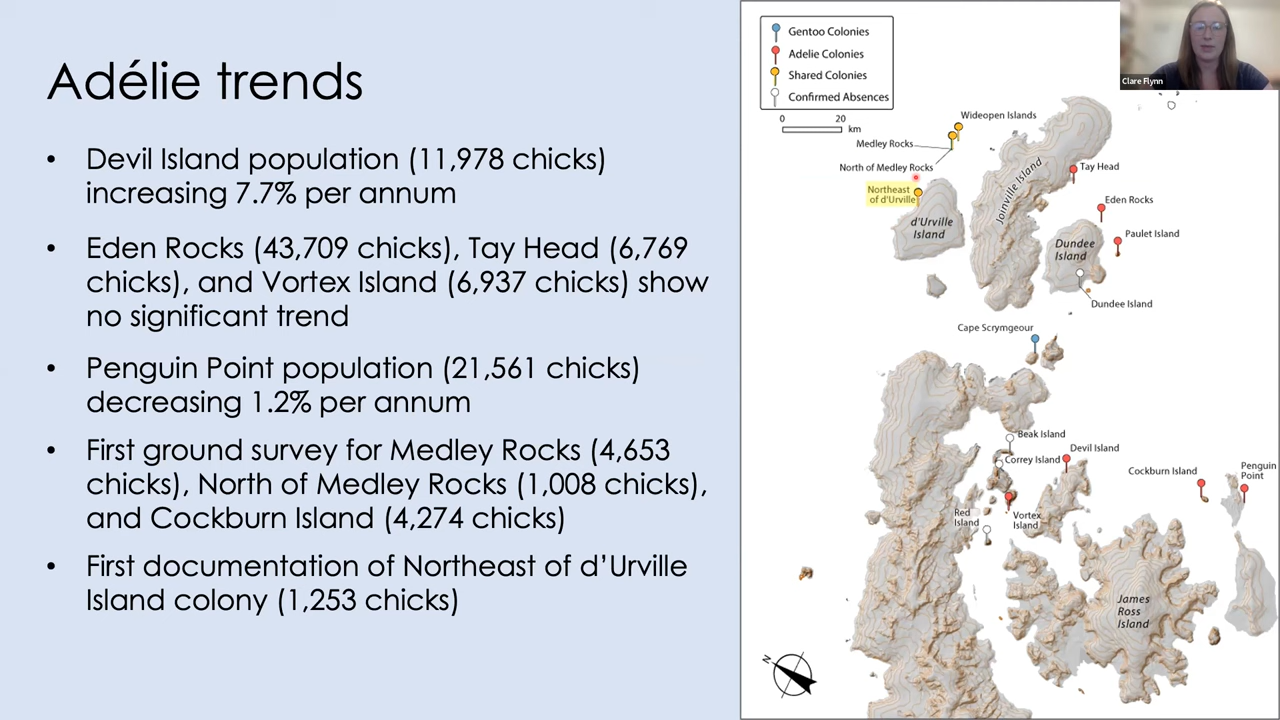 Adélie trends
• Devil Island population (11,978 chicks)
increasing 7.7% per annum
• Eden Rocks (43,709 chicks), Tay Head (6,769
chicks), and Vortex Island (6,937 chicks) show
no significant trend
• Penguin Point population (21,561 chicks)
decreasing 1.2% per annum
• First ground survey for Medley Rocks (4,653
chicks), North of Medley Rocks (1,008 chicks),
and Cockburn Island (4,274 chicks)
• First documentation of Northeast of d'Urville
Island colony (1,253 chicks)
Gentoo Colonies
Adelie Colonies
Shared Colonies
Confirmed Absences
0 20
km
Clare Flynn
Wideopen Islands
Medley Rocks
North of Medley Rocks
Northeast
of d'Urville
d'Urville
Island
Joinville Island
Tay Head
Eden Rocks
Paulet Island
Dundee
Island
Dundee Island
Cape Scrymgeour
Beak Island
Correy Island
Devil Island
Cockburn Island
Penguin
Point
Red
Island
Vortex
Island
James
Ross
Island
N